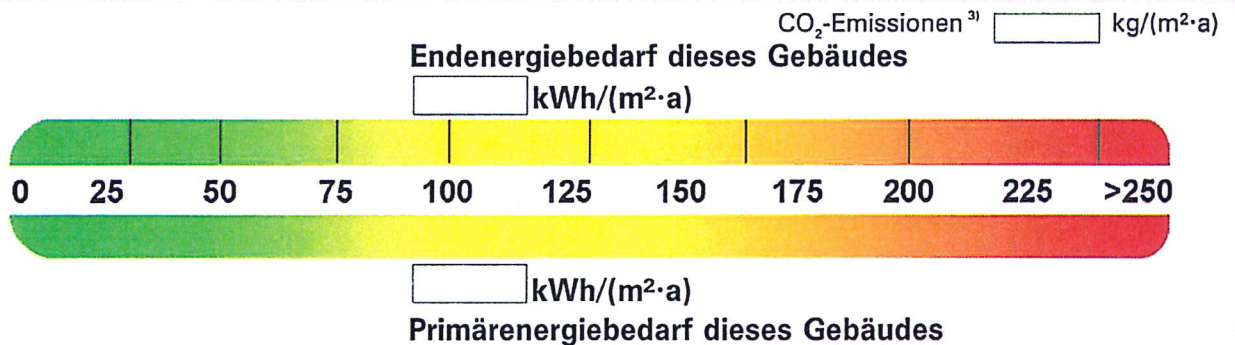 CO₂-Emissionen ³⁾ kg/(m²·a)
Endenergiebedarf dieses Gebäudes
kWh/(m²·a)
0 25 50 75 100 125 150 175 200 225 >250
kWh/(m²·a)
Primärenergiebedarf dieses Gebäudes